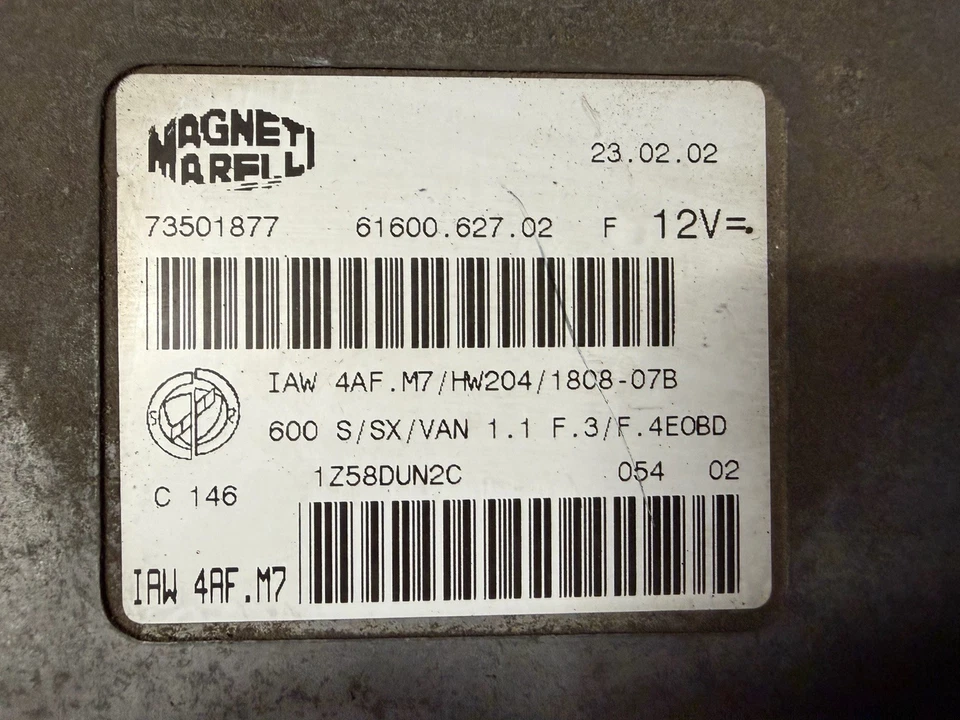 MAGNETI
MARELLI
23.02.02
73501877 61600.627.02 F 12V
IAW 4AF.M7/HW204/1808-07B
S R
600 S/SX/VAN 1.1 F.3/F.4EOBD
1Z58DUN2C 054 02
C 146
IAW 4AF.M7